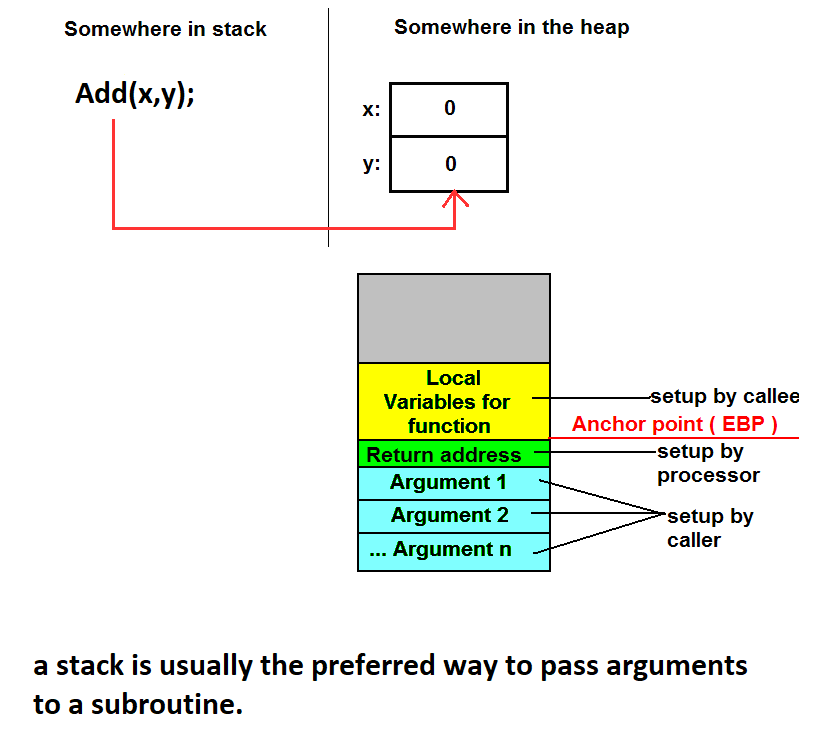 Somewhere in stack
Somewhere in the heap
Add(x,y);
x:
0
y:
0
Local
Variables for
function
setup by callee
Anchor point ( EBP )
Return address
setup by
processor
Argument 1
Argument 2
... Argument n
setup by
caller
a stack is usually the preferred way to pass arguments
to a subroutine.